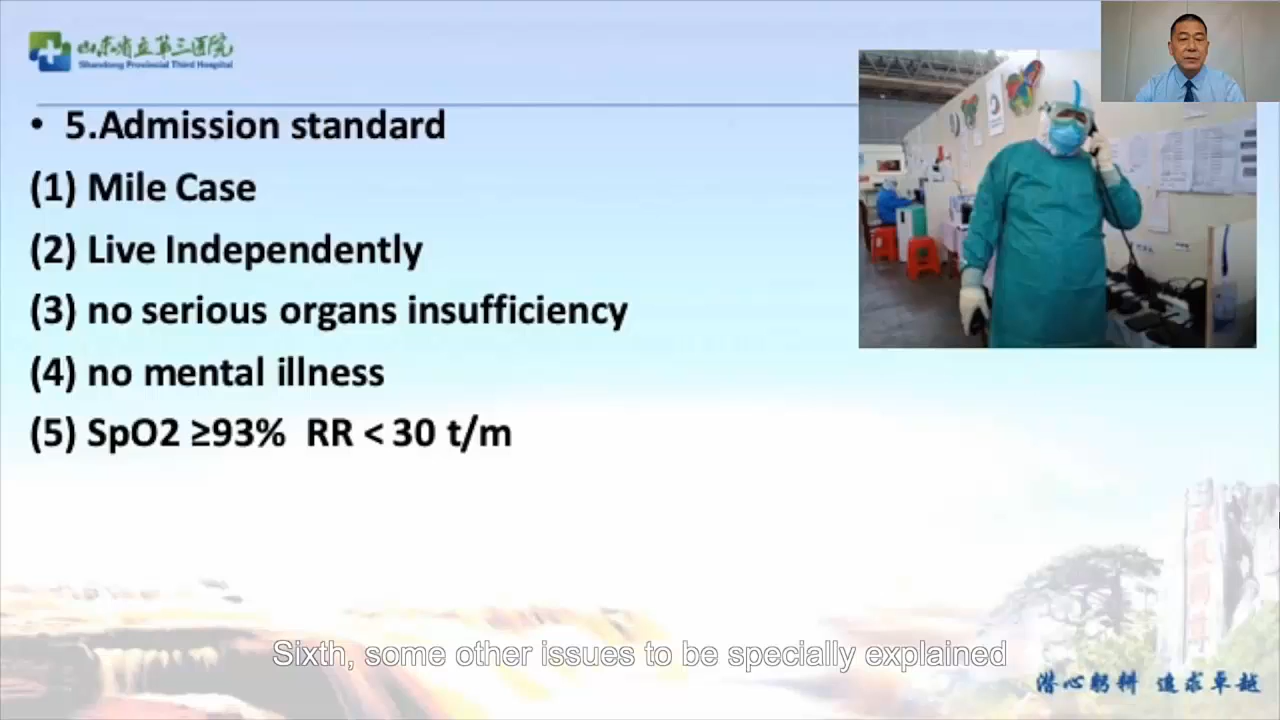 山东省立第三医院
Shandong Provincial Third Hospital
• 5.Admission standard
(1) Mile Case
(2) Live Independently
(3) no serious organs insufficiency
(4) no mental illness
(5) SpO2 ≥93%  RR < 30 t/m
Sixth, some other issues to be specially explained
潜心躬耕 追求卓越